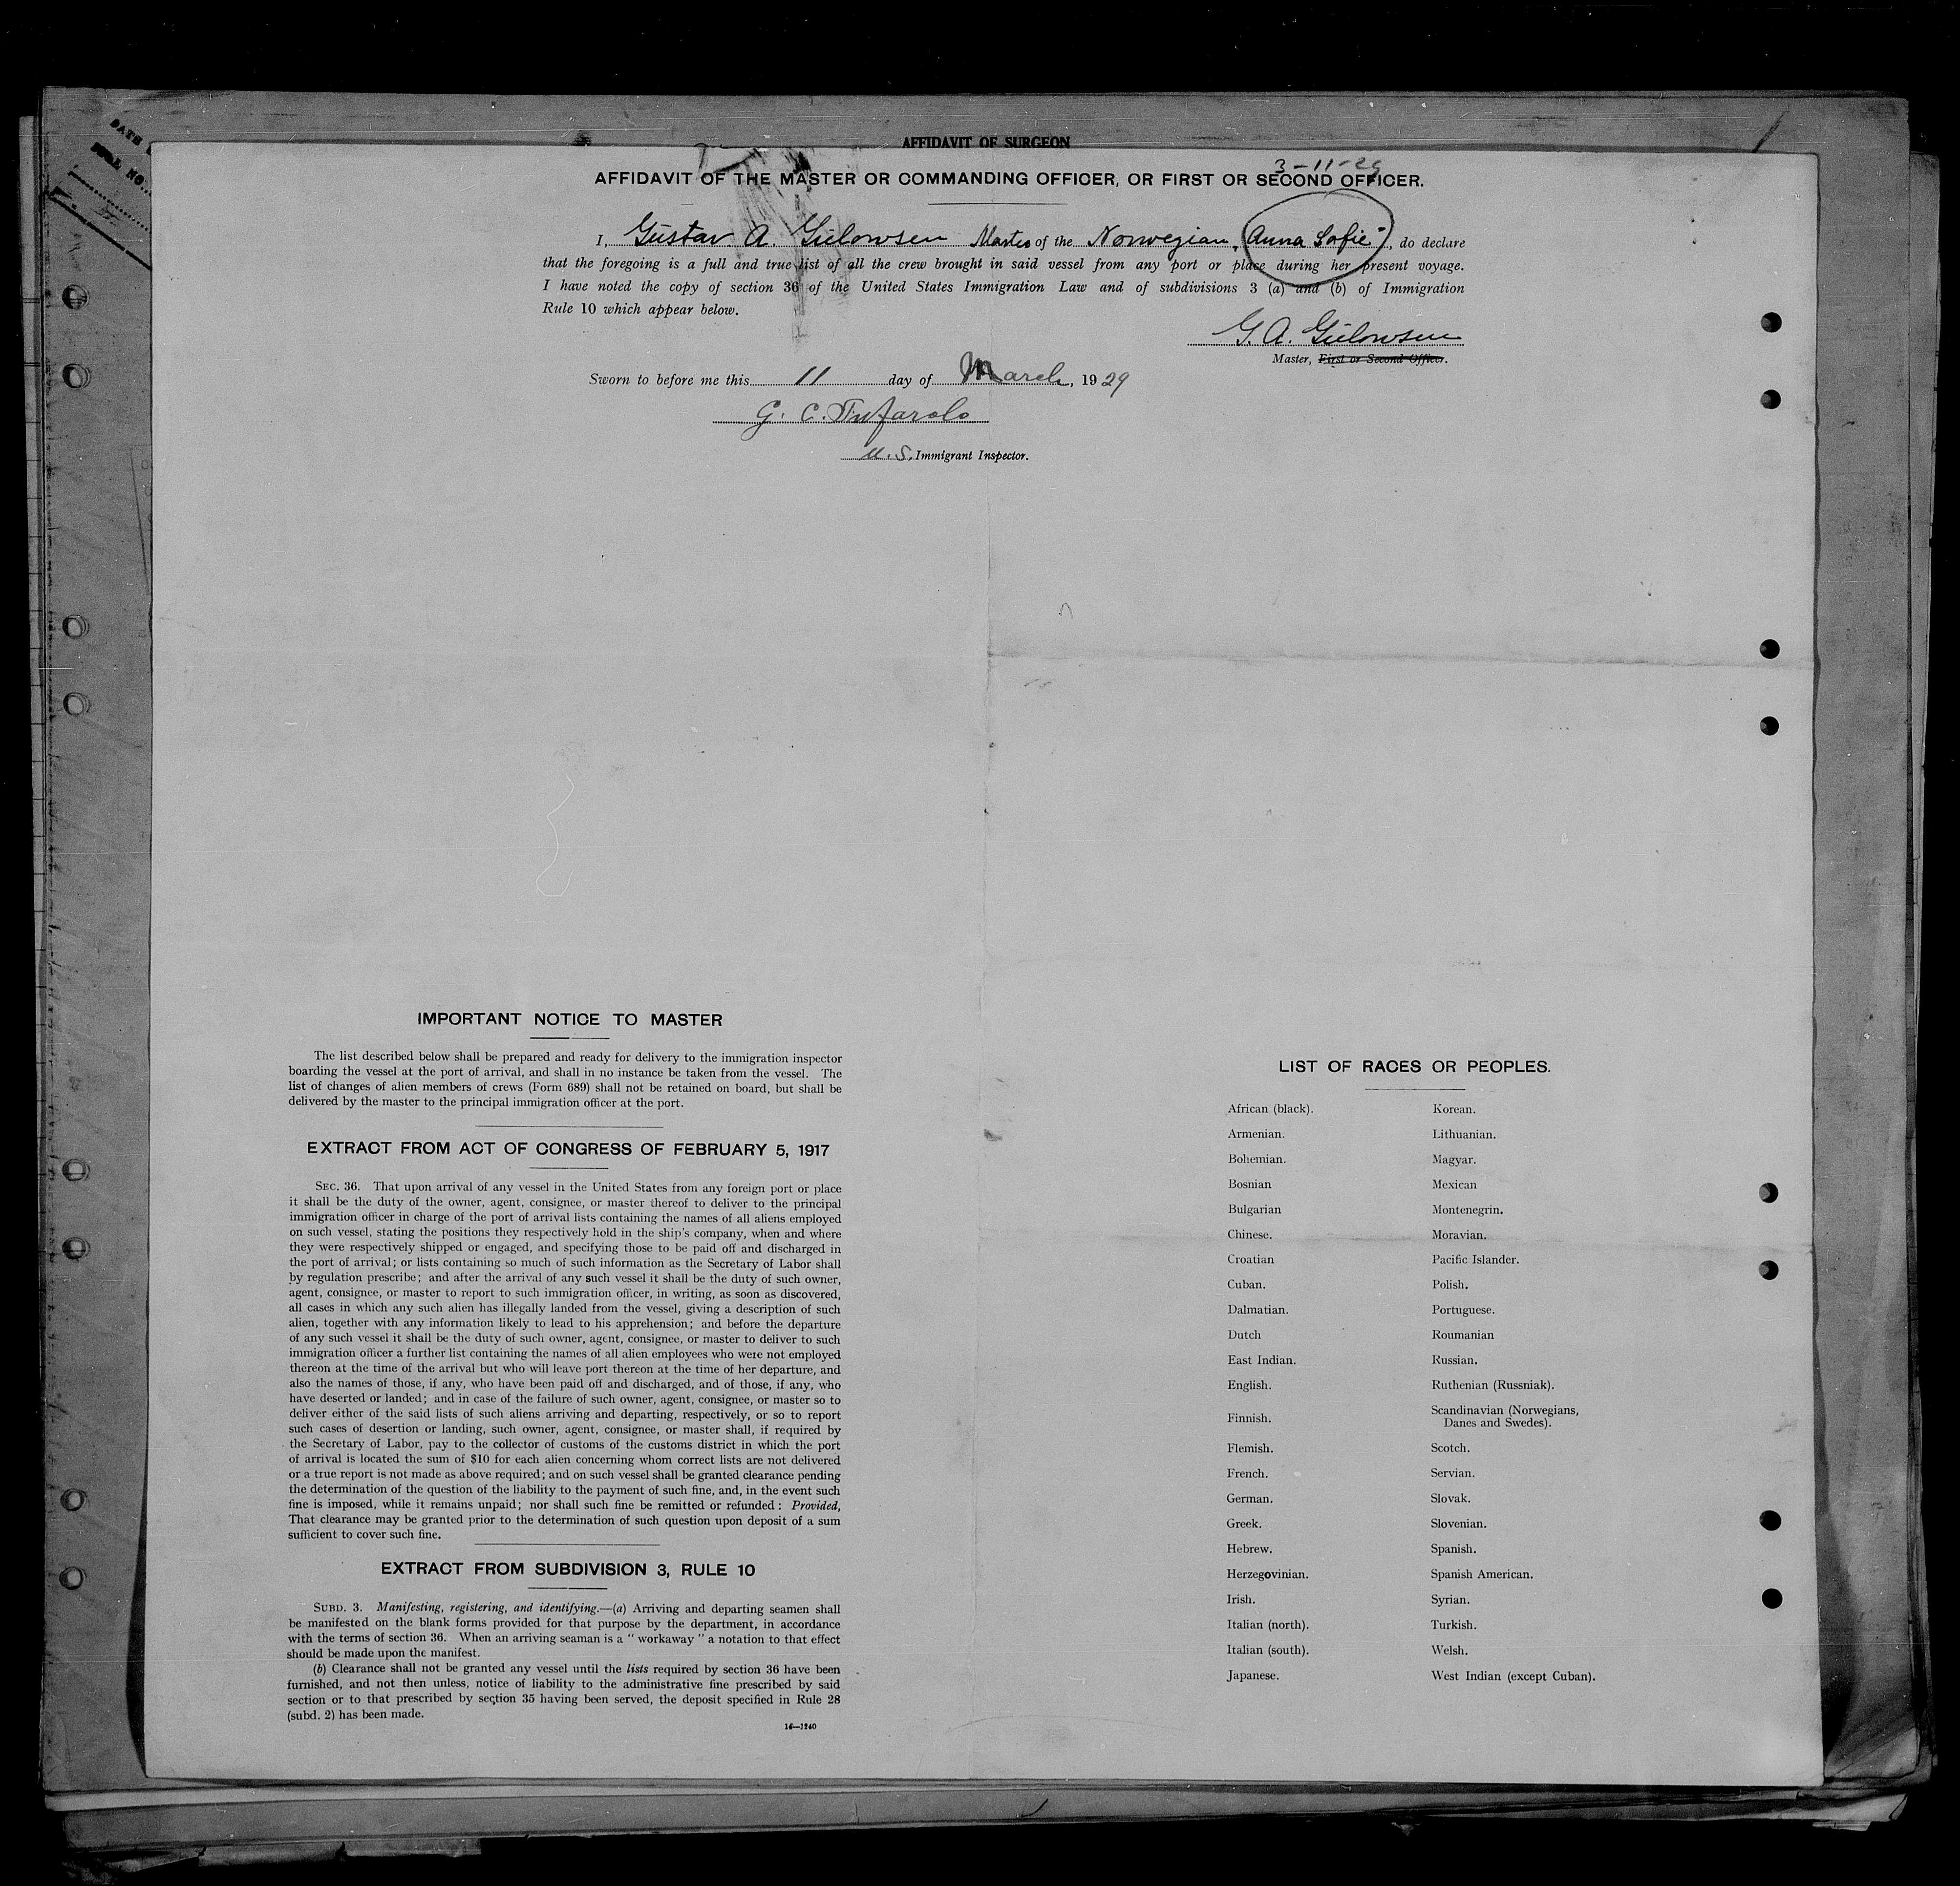 AFFIDAVIT OF SURGEON
3-11-29
AFFIDAVIT OF THE MASTER OR COMMANDING OFFICER, OR FIRST OR SECOND OFFICER.
I, Gustav A. Gulowsen Master of the Norwegian „Anna Sofie", do declare
that the foregoing is a full and true list of all the crew brought in said vessel from any port or place during her present voyage.
I have noted the copy of section 36 of the United States Immigration Law and of subdivisions 3 (a) and (b) of Immigration
Rule 10 which appear below.
G. A. Gulowsen
Master, First or Second Officer.
Sworn to before me this 11 day of March, 1929
G. C. Tufarolo
U. S. Immigrant Inspector.
IMPORTANT NOTICE TO MASTER
The list described below shall be prepared and ready for delivery to the immigration inspector
boarding the vessel at the port of arrival, and shall in no instance be taken from the vessel. The
list of changes of alien members of crews (Form 689) shall not be retained on board, but shall be
delivered by the master to the principal immigration officer at the port.
EXTRACT FROM ACT OF CONGRESS OF FEBRUARY 5, 1917
SEC. 36. That upon arrival of any vessel in the United States from any foreign port or place
it shall be the duty of the owner, agent, consignee, or master thereof to deliver to the principal
immigration officer in charge of the port of arrival lists containing the names of all aliens employed
on such vessel, stating the positions they respectively hold in the ship's company, when and where
they were respectively shipped or engaged, and specifying those to be paid off and discharged in
the port of arrival; or lists containing so much of such information as the Secretary of Labor shall
by regulation prescribe; and after the arrival of any such vessel it shall be the duty of such owner,
agent, consignee, or master to report to such immigration officer, in writing, as soon as discovered,
all cases in which any such alien has illegally landed from the vessel, giving a description of such
alien, together with any information likely to lead to his apprehension; and before the departure
of any such vessel it shall be the duty of such owner, agent, consignee, or master to deliver to such
immigration officer a further list containing the names of all alien employees who were not employed
thereon at the time of the arrival but who will leave port thereon at the time of her departure, and
also the names of those, if any, who have been paid off and discharged, and of those, if any, who
have deserted or landed; and in case of the failure of such owner, agent, consignee, or master so to
deliver either of the said lists of such aliens arriving and departing, respectively, or so to report
such cases of desertion or landing, such owner, agent, consignee, or master shall, if required by
the Secretary of Labor, pay to the collector of customs of the customs district in which the port
of arrival is located the sum of $10 for each alien concerning whom correct lists are not delivered
or a true report is not made as above required; and on such vessel shall be granted clearance pending
the determination of the question of the liability to the payment of such fine, and, in the event such
fine is imposed, while it remains unpaid; nor shall such fine be remitted or refunded: Provided,
That clearance may be granted prior to the determination of such question upon deposit of a sum
sufficient to cover such fine.
EXTRACT FROM SUBDIVISION 3, RULE 10
SUBD. 3. Manifesting, registering, and identifying.—(a) Arriving and departing seamen shall
be manifested on the blank forms provided for that purpose by the department, in accordance
with the terms of section 36. When an arriving seaman is a "workaway" a notation to that effect
should be made upon the manifest.
(b) Clearance shall not be granted any vessel until the lists required by section 36 have been
furnished, and not then unless, notice of liability to the administrative fine prescribed by said
section or to that prescribed by section 35 having been served, the deposit specified in Rule 28
(subd. 2) has been made.
14—1240
LIST OF RACES OR PEOPLES.
African (black).
Armenian.
Bohemian.
Bosnian
Bulgarian
Chinese.
Croatian
Cuban.
Dalmatian.
Dutch
East Indian.
English.
Finnish.
Flemish.
French.
German.
Greek.
Hebrew.
Herzegovinian.
Irish.
Italian (north).
Italian (south).
Japanese.
Korean.
Lithuanian.
Magyar.
Mexican
Montenegrin.
Moravian.
Pacific Islander.
Polish.
Portuguese.
Roumanian
Russian.
Ruthenian (Russniak).
Scandinavian (Norwegians,
Danes and Swedes).
Scotch.
Servian.
Slovak.
Slovenian.
Spanish.
Spanish American.
Syrian.
Turkish.
Welsh.
West Indian (except Cuban).